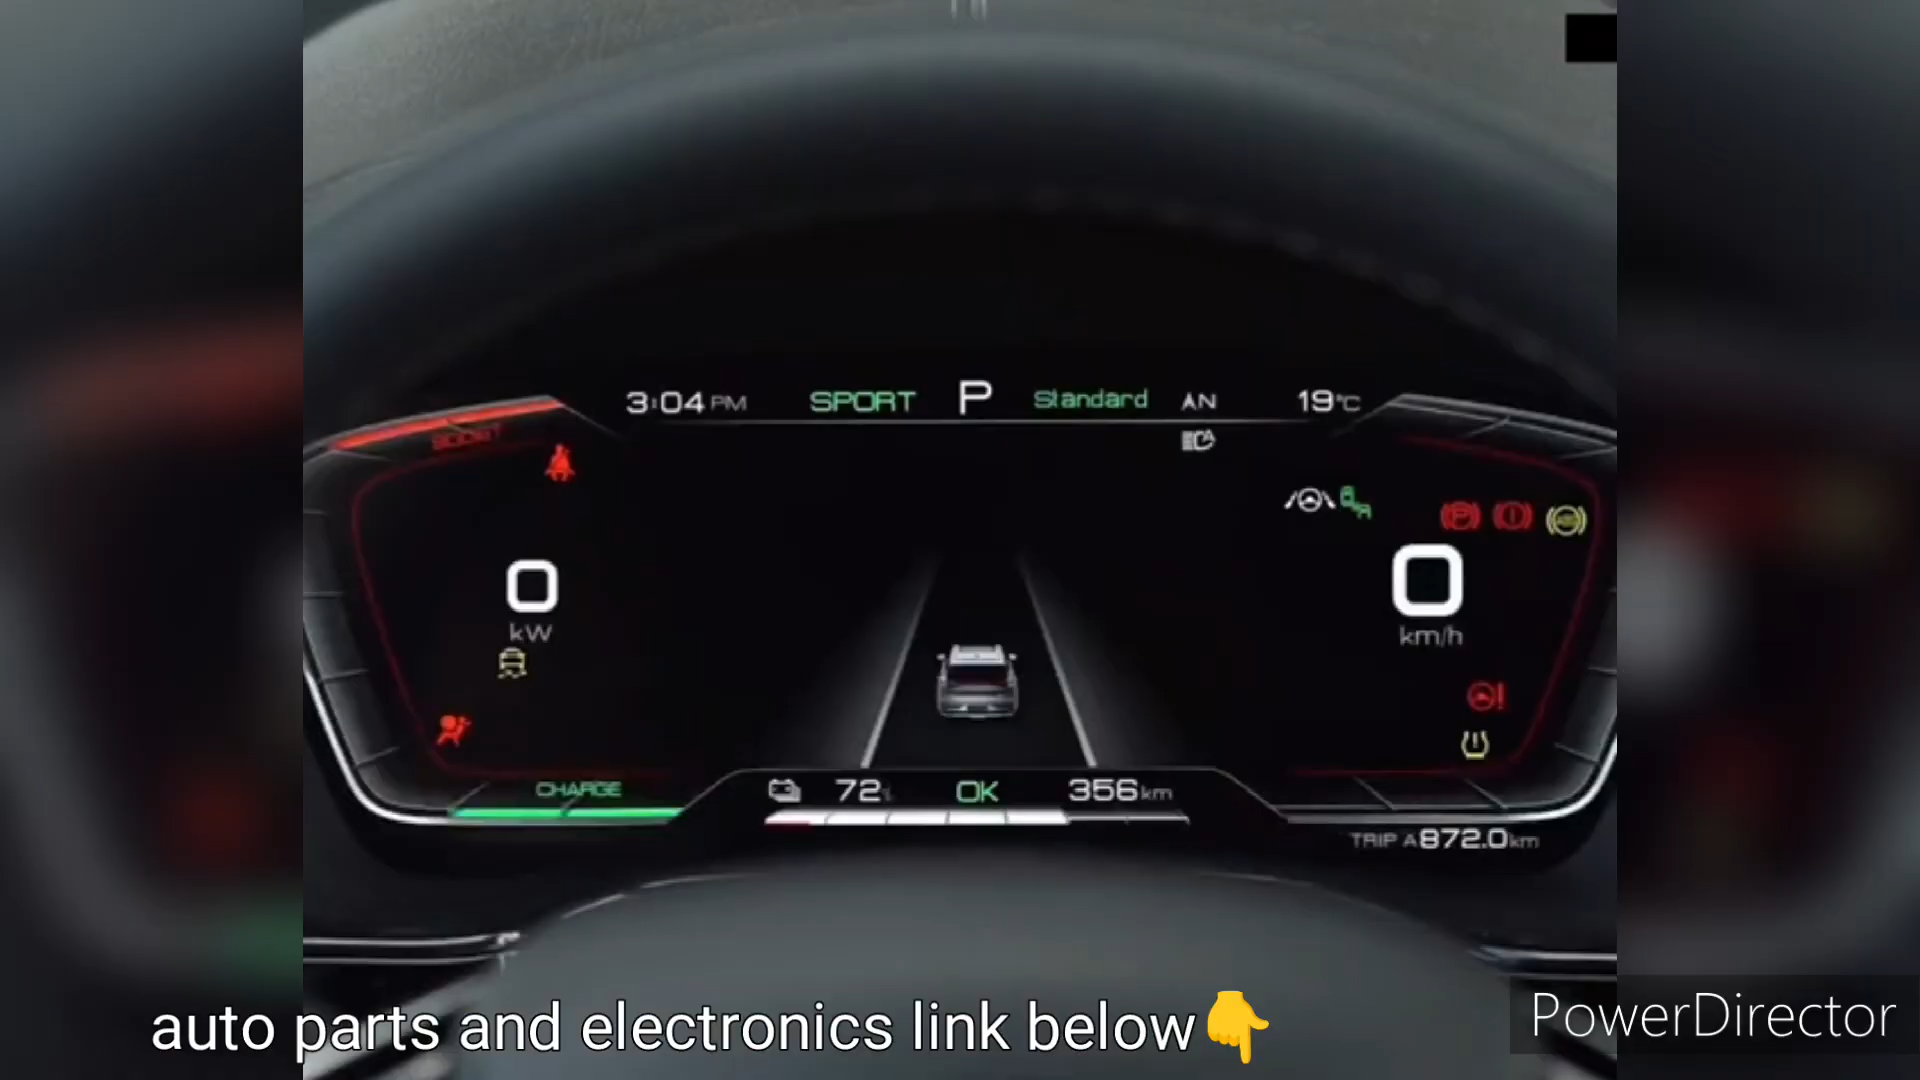 3:04 PM SPORT P Standard AN 19°C
BOOST
0
kW
0
km/h
CHARGE
72%
OK
356km
TRIP A 872.0km
auto parts and electronics link below👇
PowerDirector